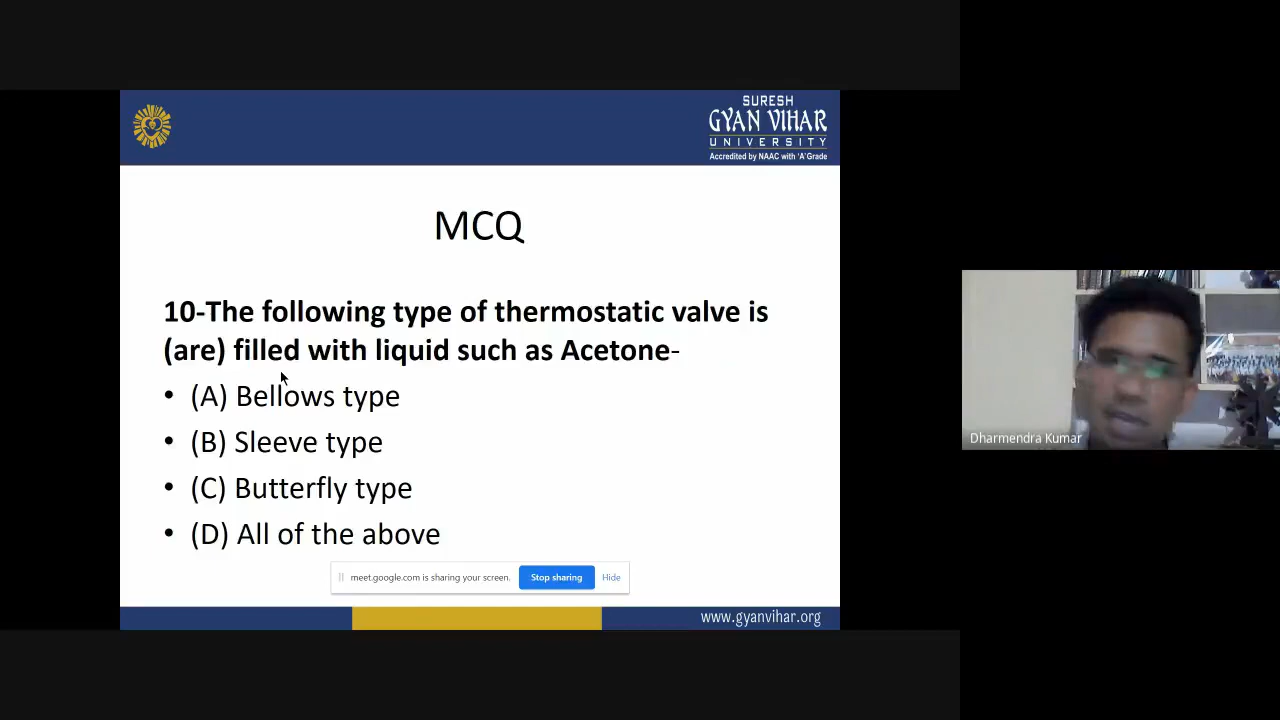 SURESH
GYAN VIHAR
UNIVERSITY
Accredited by NAAC with 'A' Grade
MCQ
10-The following type of thermostatic valve is
(are) filled with liquid such as Acetone-
• (A) Bellows type
• (B) Sleeve type
• (C) Butterfly type
• (D) All of the above
meet.google.com is sharing your screen.
Stop sharing
Hide
www.gyanvihar.org
Dharmendra Kumar